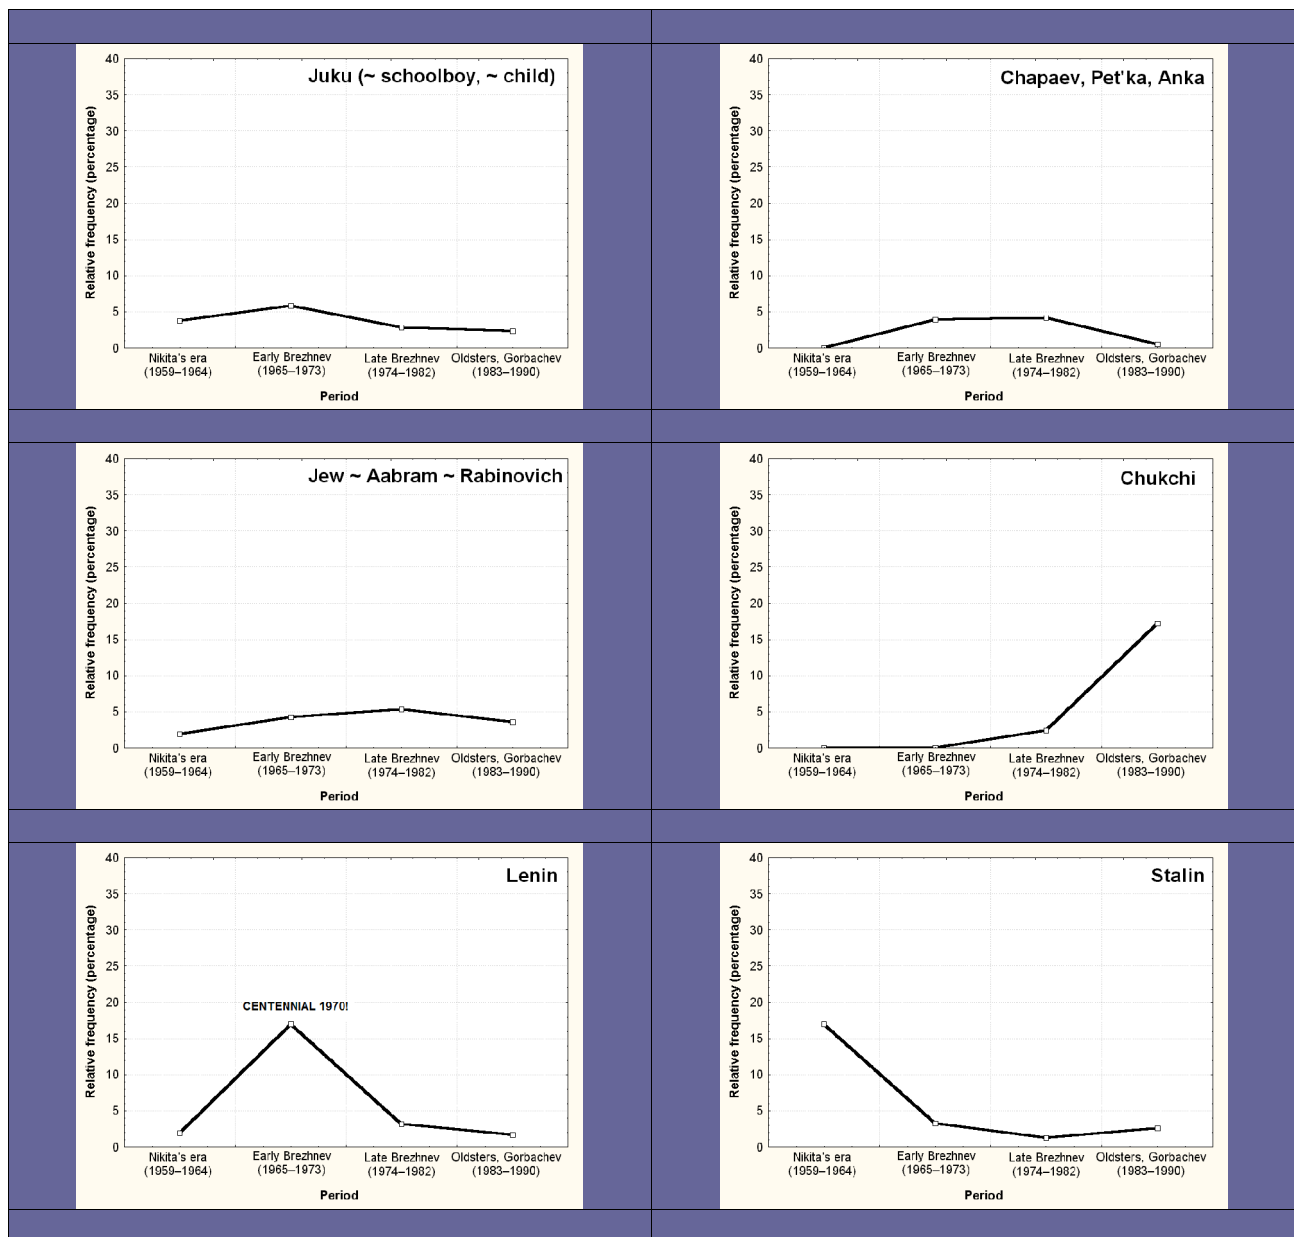 Juku (~ schoolboy, ~ child)
Relative frequency (percentage)
40
35
30
25
20
15
10
5
0
Nikita's era
(1959–1964)
Early Brezhnev
(1965–1973)
Late Brezhnev
(1974–1982)
Oldsters, Gorbachev
(1983–1990)
Period
Chapaev, Pet'ka, Anka
Relative frequency (percentage)
40
35
30
25
20
15
10
5
0
Nikita's era
(1959–1964)
Early Brezhnev
(1965–1973)
Late Brezhnev
(1974–1982)
Oldsters, Gorbachev
(1983–1990)
Period
Jew ~ Aabram ~ Rabinovich
Relative frequency (percentage)
40
35
30
25
20
15
10
5
0
Nikita's era
(1959–1964)
Early Brezhnev
(1965–1973)
Late Brezhnev
(1974–1982)
Oldsters, Gorbachev
(1983–1990)
Period
Chukchi
Relative frequency (percentage)
40
35
30
25
20
15
10
5
0
Nikita's era
(1959–1964)
Early Brezhnev
(1965–1973)
Late Brezhnev
(1974–1982)
Oldsters, Gorbachev
(1983–1990)
Period
Lenin
CENTENNIAL 1970!
Relative frequency (percentage)
40
35
30
25
20
15
10
5
0
Nikita's era
(1959–1964)
Early Brezhnev
(1965–1973)
Late Brezhnev
(1974–1982)
Oldsters, Gorbachev
(1983–1990)
Period
Stalin
Relative frequency (percentage)
40
35
30
25
20
15
10
5
0
Nikita's era
(1959–1964)
Early Brezhnev
(1965–1973)
Late Brezhnev
(1974–1982)
Oldsters, Gorbachev
(1983–1990)
Period